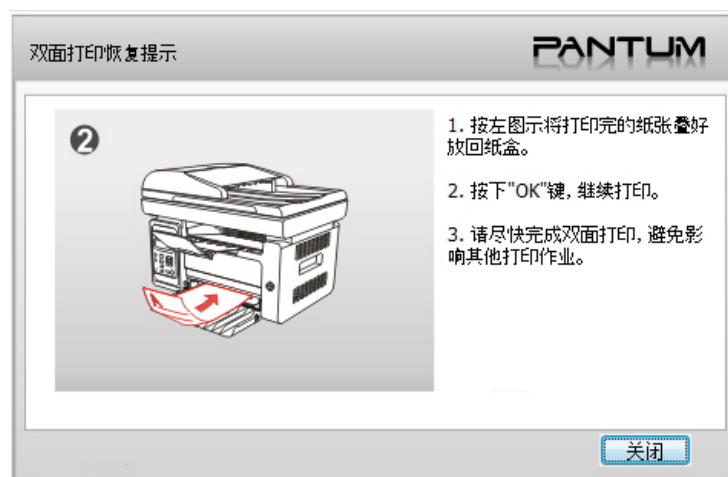 双面打印恢复提示
PANTUM
2
1. 按左图示将打印完的纸张叠好
放回纸盒。
2. 按下"OK"键, 继续打印。
3. 请尽快完成双面打印, 避免影
响其他打印作业。
关闭